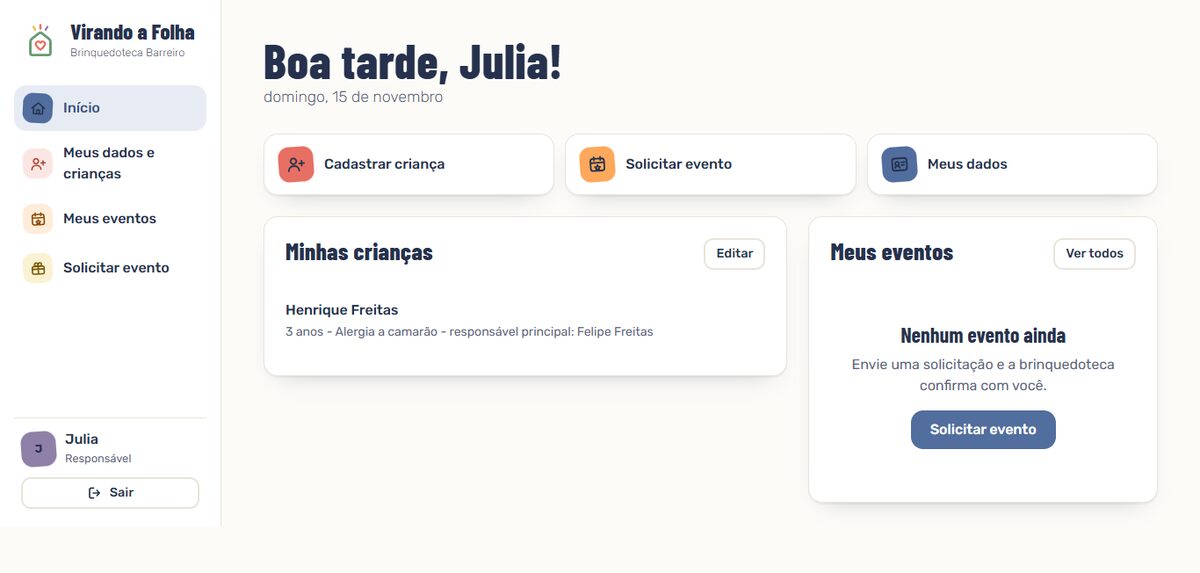 Virando a Folha
Brinquedoteca Barreiro
Início
Meus dados e
crianças
Meus eventos
Solicitar evento
J
Julia
Responsável
Sair
Boa tarde, Julia!
domingo, 15 de novembro
Cadastrar criança
Solicitar evento
Meus dados
Minhas crianças
Editar
Henrique Freitas
3 anos - Alergia a camarão - responsável principal: Felipe Freitas
Meus eventos
Ver todos
Nenhum evento ainda
Envie uma solicitação e a brinquedoteca
confirma com você.
Solicitar evento